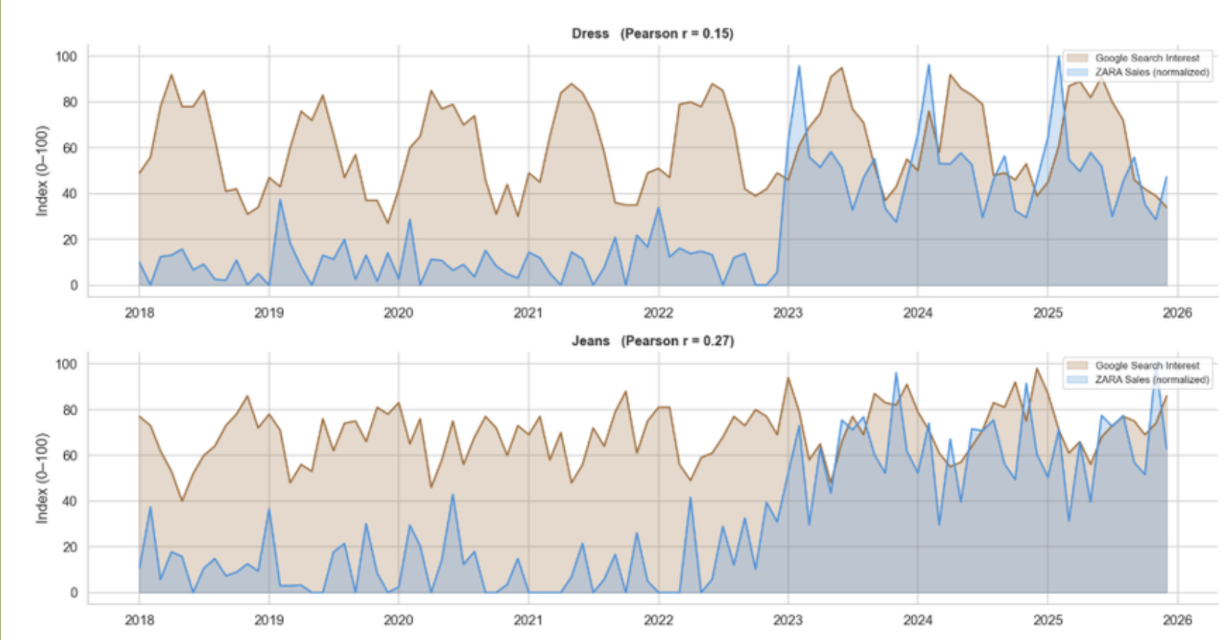 Dress (Pearson r = 0.15)
Google Search Interest
ZARA Sales (normalized)
100
80
60
40
20
0
Index (0–100)
2018 2019 2020 2021 2022 2023 2024 2025 2026
Jeans (Pearson r = 0.27)
Google Search Interest
ZARA Sales (normalized)
100
80
60
40
20
0
Index (0–100)
2018 2019 2020 2021 2022 2023 2024 2025 2026